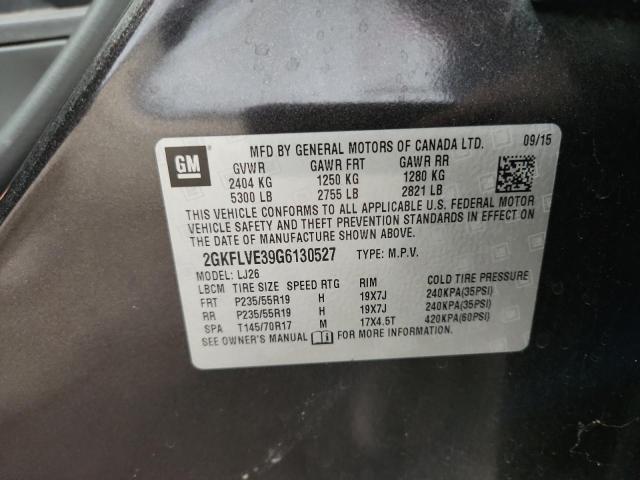 MFD BY GENERAL MOTORS OF CANADA LTD. 09/15
GM
GVWR GAWR FRT GAWR RR
2404 KG 1250 KG 1280 KG
5300 LB 2755 LB 2821 LB
THIS VEHICLE CONFORMS TO ALL APPLICABLE U.S. FEDERAL MOTOR
VEHICLE SAFETY AND THEFT PREVENTION STANDARDS IN EFFECT ON
THE DATE OF MANUFACTURE SHOWN ABOVE.
2GKFLVE39G6130527 TYPE: M.P.V.
MODEL: LJ26
LBCM TIRE SIZE SPEED RTG RIM COLD TIRE PRESSURE
FRT P235/55R19 H 19X7J 240KPA(35PSI)
RR P235/55R19 H 19X7J 240KPA(35PSI)
SPA T145/70R17 M 17X4.5T 420KPA(60PSI)
SEE OWNER'S MANUAL FOR MORE INFORMATION.